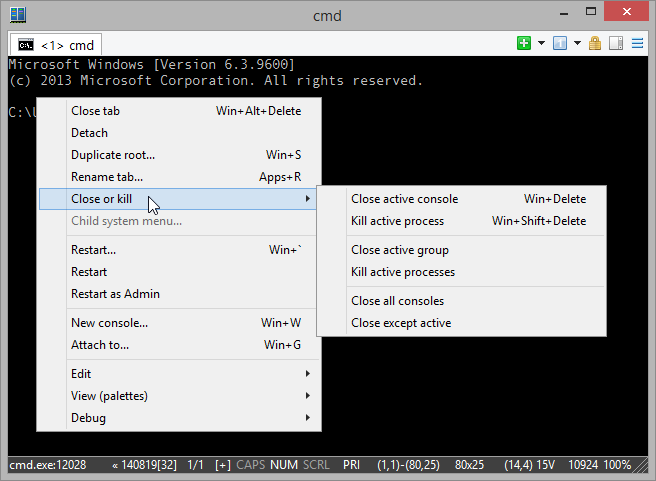 cmd
<1> cmd
Microsoft Windows [Version 6.3.9600]
(c) 2013 Microsoft Corporation. All rights reserved.
C:\
Close tab Win+Alt+Delete
Detach
Duplicate root... Win+S
Rename tab... Apps+R
Close or kill
Child system menu...
Restart... Win+`
Restart
Restart as Admin
New console... Win+W
Attach to... Win+G
Edit
View (palettes)
Debug
Close active console Win+Delete
Kill active process Win+Shift+Delete
Close active group
Kill active processes
Close all consoles
Close except active
cmd.exe:12028 « 140819[32] 1/1 [+] CAPS NUM SCRL PRI (1,1)-(80,25) 80x25 (14,4) 15V 10924 100%